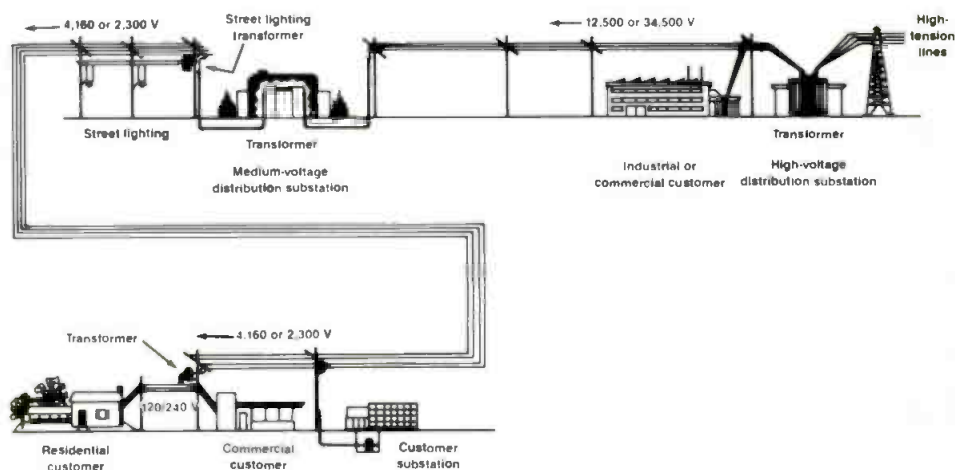 4,160 or 2,300 V
Street lighting
transformer
12,500 or 34,500 V
High-
tension
lines
Street lighting
Transformer
Medium-voltage
distribution substation
Industrial or
commercial customer
Transformer
High-voltage
distribution substation
4,160 or 2,300 V
Transformer
120/240 V
Residential
customer
Commercial
customer
Customer
substation